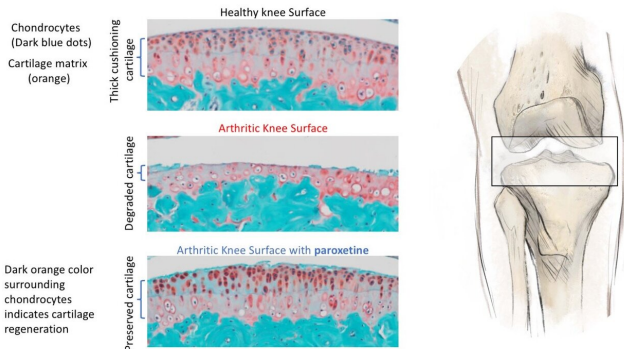 Healthy knee Surface
Chondrocytes
(Dark blue dots)
Cartilage matrix
(orange)
Thick cushioning
cartilage
Arthritic Knee Surface
Degraded cartilage
Arthritic Knee Surface with paroxetine
Preserved cartilage
Dark orange color
surrounding
chondrocytes
indicates cartilage
regeneration